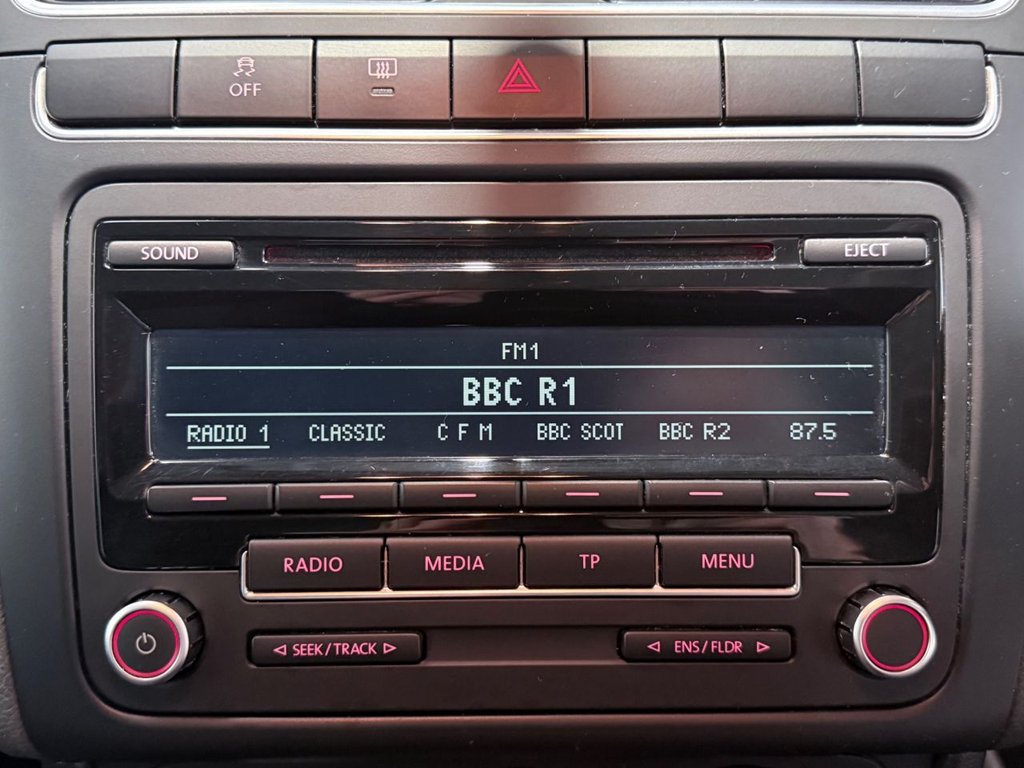 OFF
SOUND EJECT
FM1
BBC R1
RADIO 1 CLASSIC C F M BBC SCOT BBC R2 87.5
RADIO MEDIA TP MENU
SEEK/TRACK ENS/FLDR